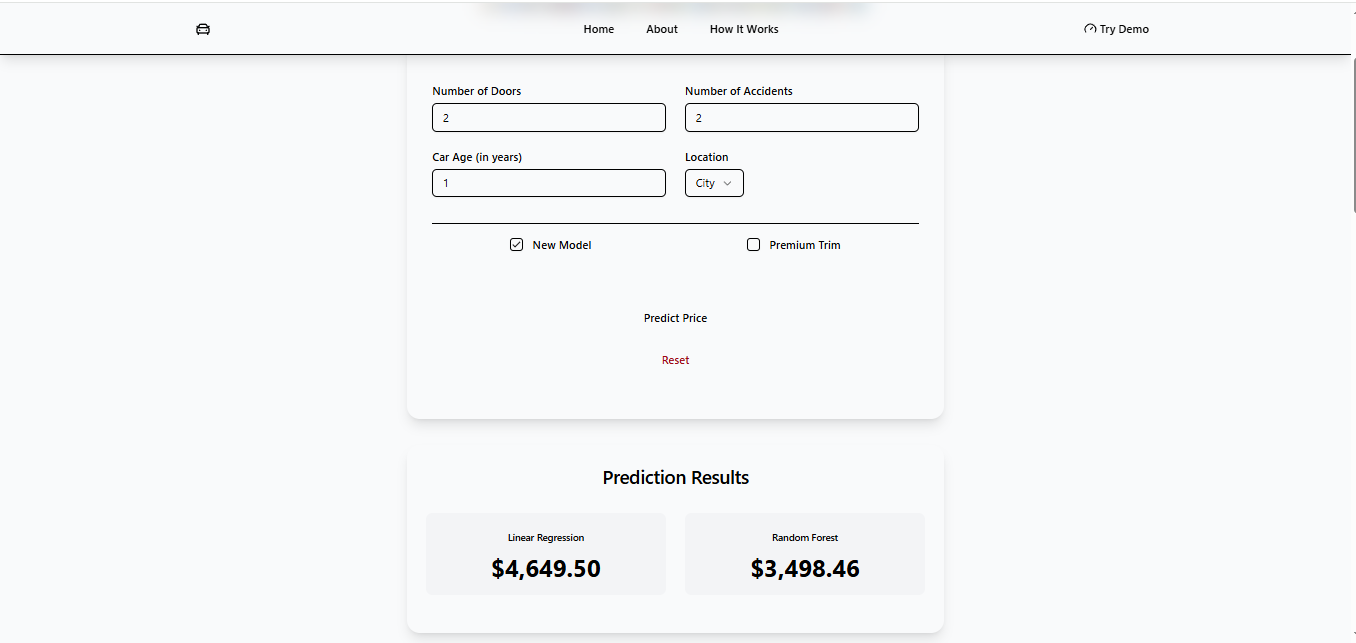 Home About How It Works Try Demo
Number of Doors Number of Accidents
2 2
Car Age (in years) Location
1 City
New Model Premium Trim
Predict Price
Reset
Prediction Results
Linear Regression Random Forest
$4,649.50 $3,498.46